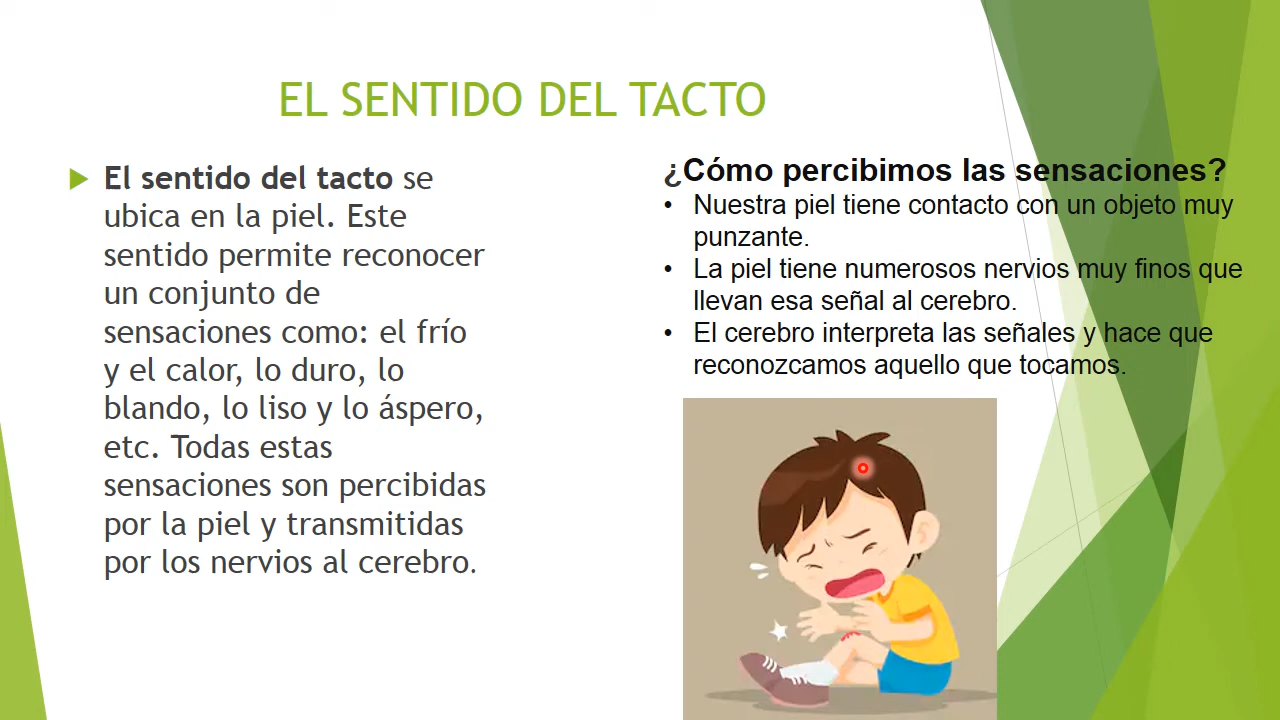 EL SENTIDO DEL TACTO
El sentido del tacto se
ubica en la piel. Este
sentido permite reconocer
un conjunto de
sensaciones como: el frío
y el calor, lo duro, lo
blando, lo liso y lo áspero,
etc. Todas estas
sensaciones son percibidas
por la piel y transmitidas
por los nervios al cerebro.
¿Cómo percibimos las sensaciones?
• Nuestra piel tiene contacto con un objeto muy
punzante.
• La piel tiene numerosos nervios muy finos que
llevan esa señal al cerebro.
• El cerebro interpreta las señales y hace que
reconozcamos aquello que tocamos.